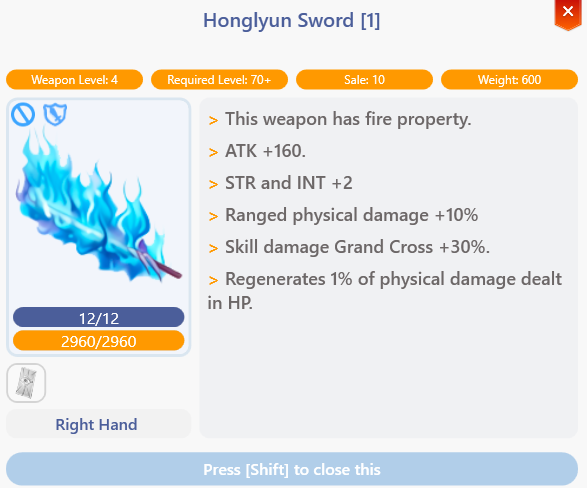 Honglyun Sword [1]
Weapon Level: 4
Required Level: 70+
Sale: 10
Weight: 600
> This weapon has fire property.
> ATK +160.
> STR and INT +2
> Ranged physical damage +10%
> Skill damage Grand Cross +30%.
> Regenerates 1% of physical damage dealt
in HP.
12/12
2960/2960
Right Hand
Press [Shift] to close this